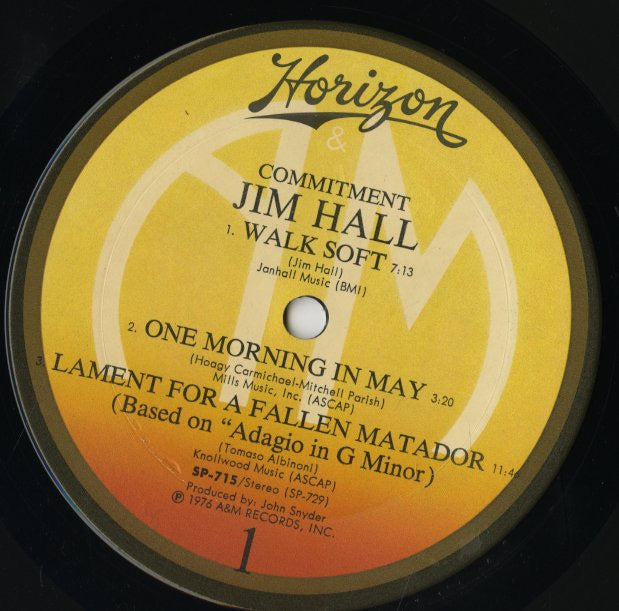 Horizon
A&M
COMMITMENT
JIM HALL
1. WALK SOFT 7:13
(Jim Hall)
Janhall Music (BMI)
2. ONE MORNING IN MAY 3:20
(Hoagy Carmichael-Mitchell Parish)
Mills Music, Inc. (ASCAP)
3. LAMENT FOR A FALLEN MATADOR
(Based on "Adagio in G Minor)
(Tomaso Albinoni)
Knollwood Music (ASCAP)
SP-715/Stereo (SP-729)
Produced by: John Snyder
℗ 1976 A&M RECORDS, INC.
1